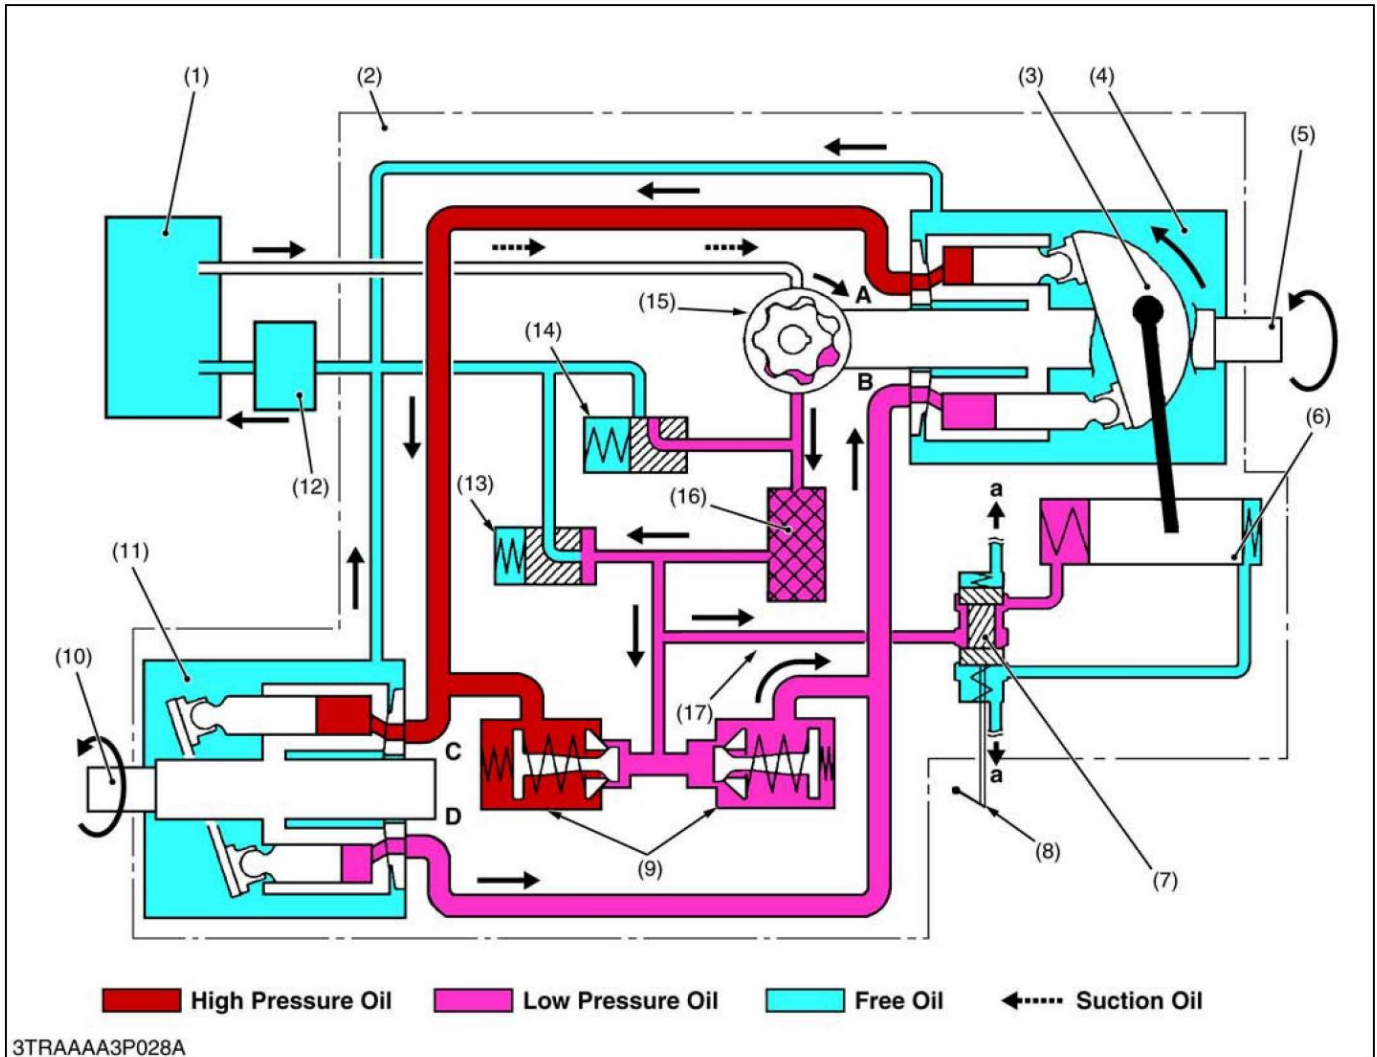 (1)
(2)
(3)
(4)
(5)
(15)
A
(14)
B
(6)
(12)
(13)
(16)
a
(11)
(10)
(17)
C
a
D
(8)
(9)
(7)
High Pressure Oil
Low Pressure Oil
Free Oil
Suction Oil
3TRAAAA3P028A